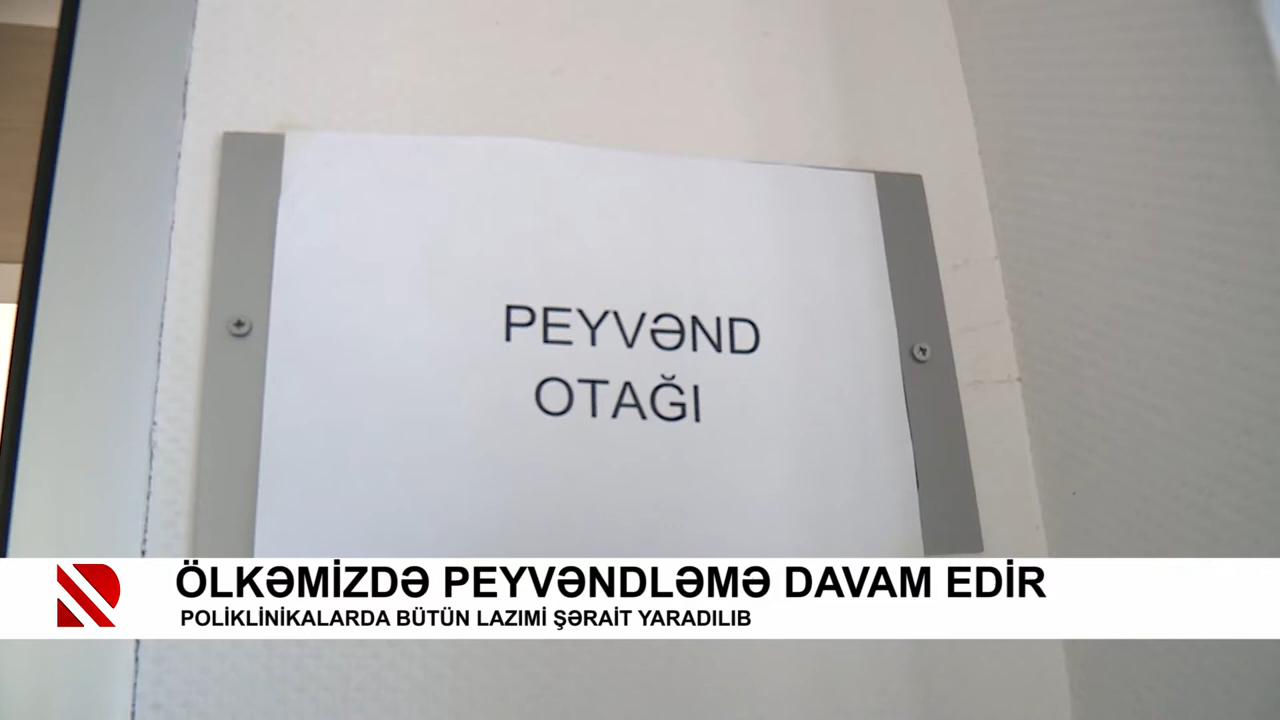 PEYVƏND
OTAĞI
ÖLKƏMİZDƏ PEYVƏNDLƏMƏ DAVAM EDİR
POLİKLİNİKALARDA BÜTÜN LAZIMİ ŞƏRAİT YARADILIB